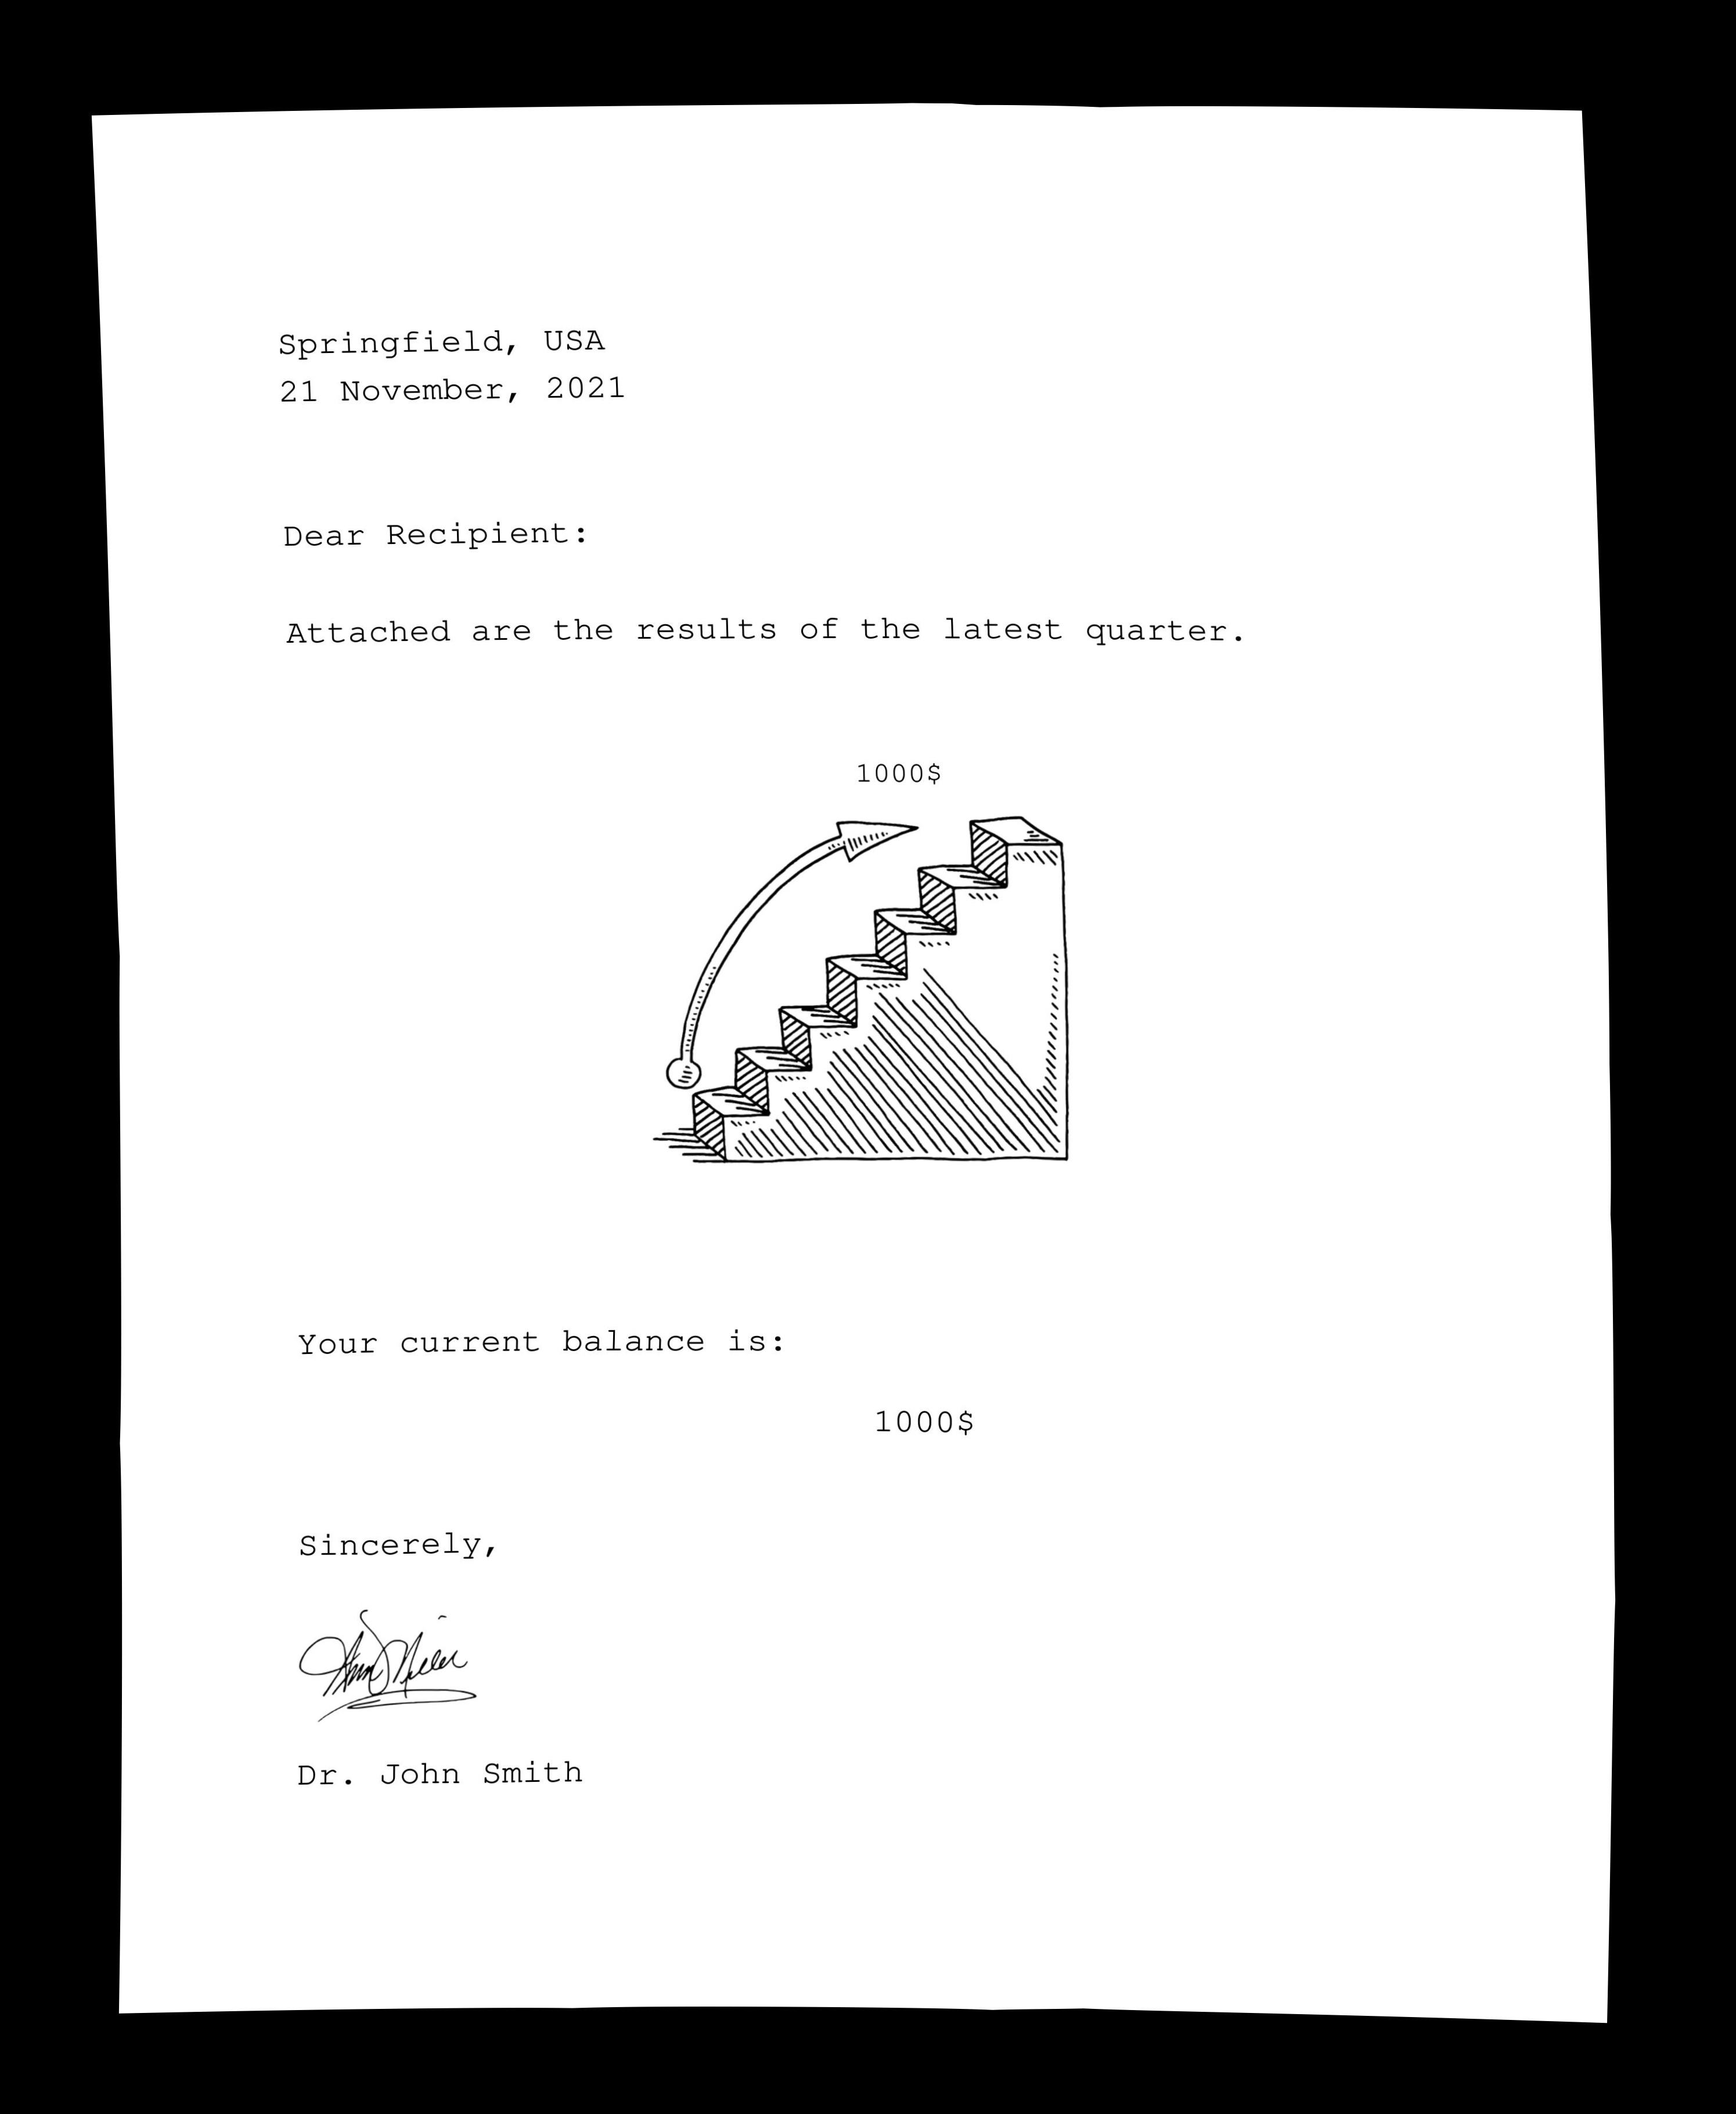 Springfield, USA
21 November, 2021
Dear Recipient:
Attached are the results of the latest quarter.
1000$
Your current balance is:
1000$
Sincerely,
Dr. John Smith